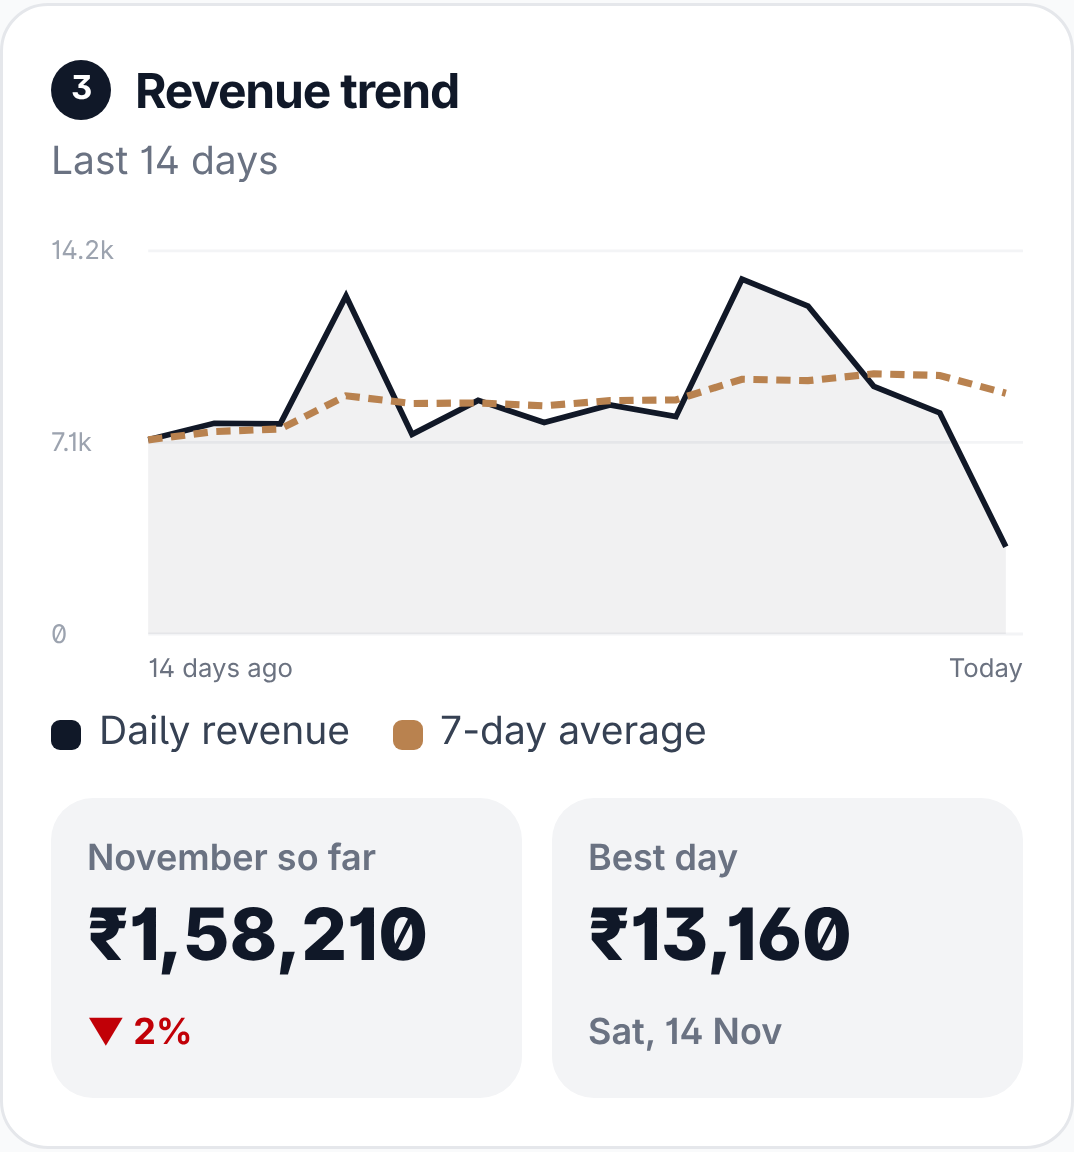 3 Revenue trend
Last 14 days
14.2k
7.1k
0
14 days ago Today
Daily revenue 7-day average
November so far
₹1,58,210
▼ 2%
Best day
₹13,160
Sat, 14 Nov